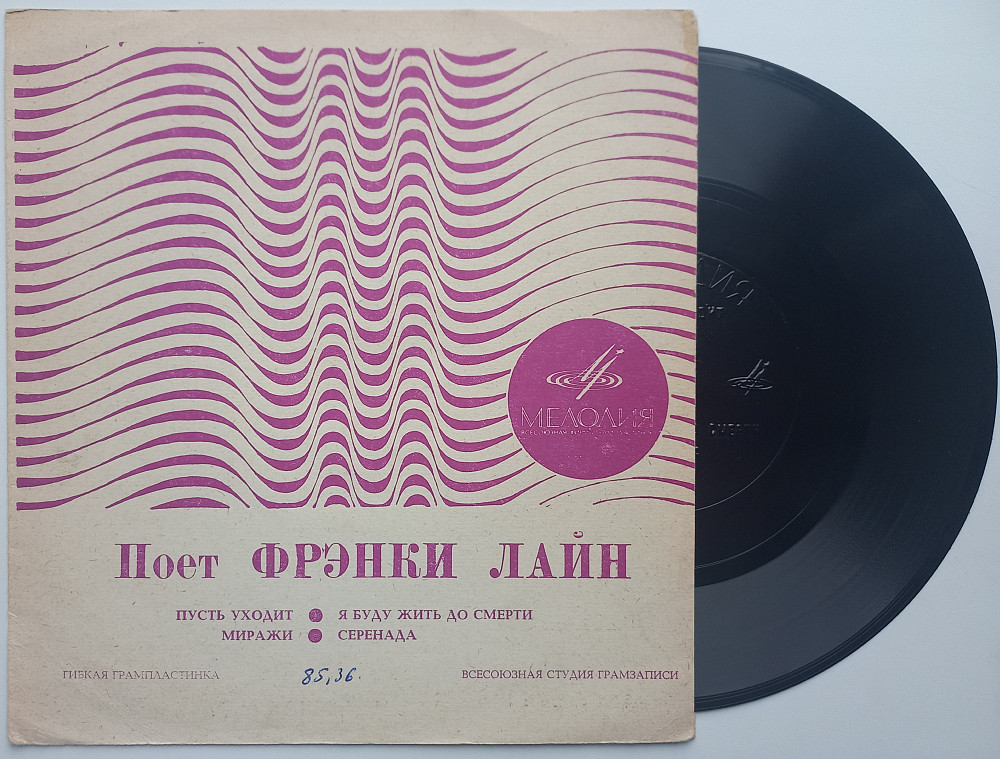 МЕЛОДИЯ
Поет ФРЭНКИ ЛАЙН
ПУСТЬ УХОДИТ ● Я БУДУ ЖИТЬ ДО СМЕРТИ
МИРАЖИ ● СЕРЕНАДА
ГИБКАЯ ГРАМПЛАСТИНКА
85,36.
ВСЕСОЮЗНАЯ СТУДИЯ ГРАМЗАПИСИ